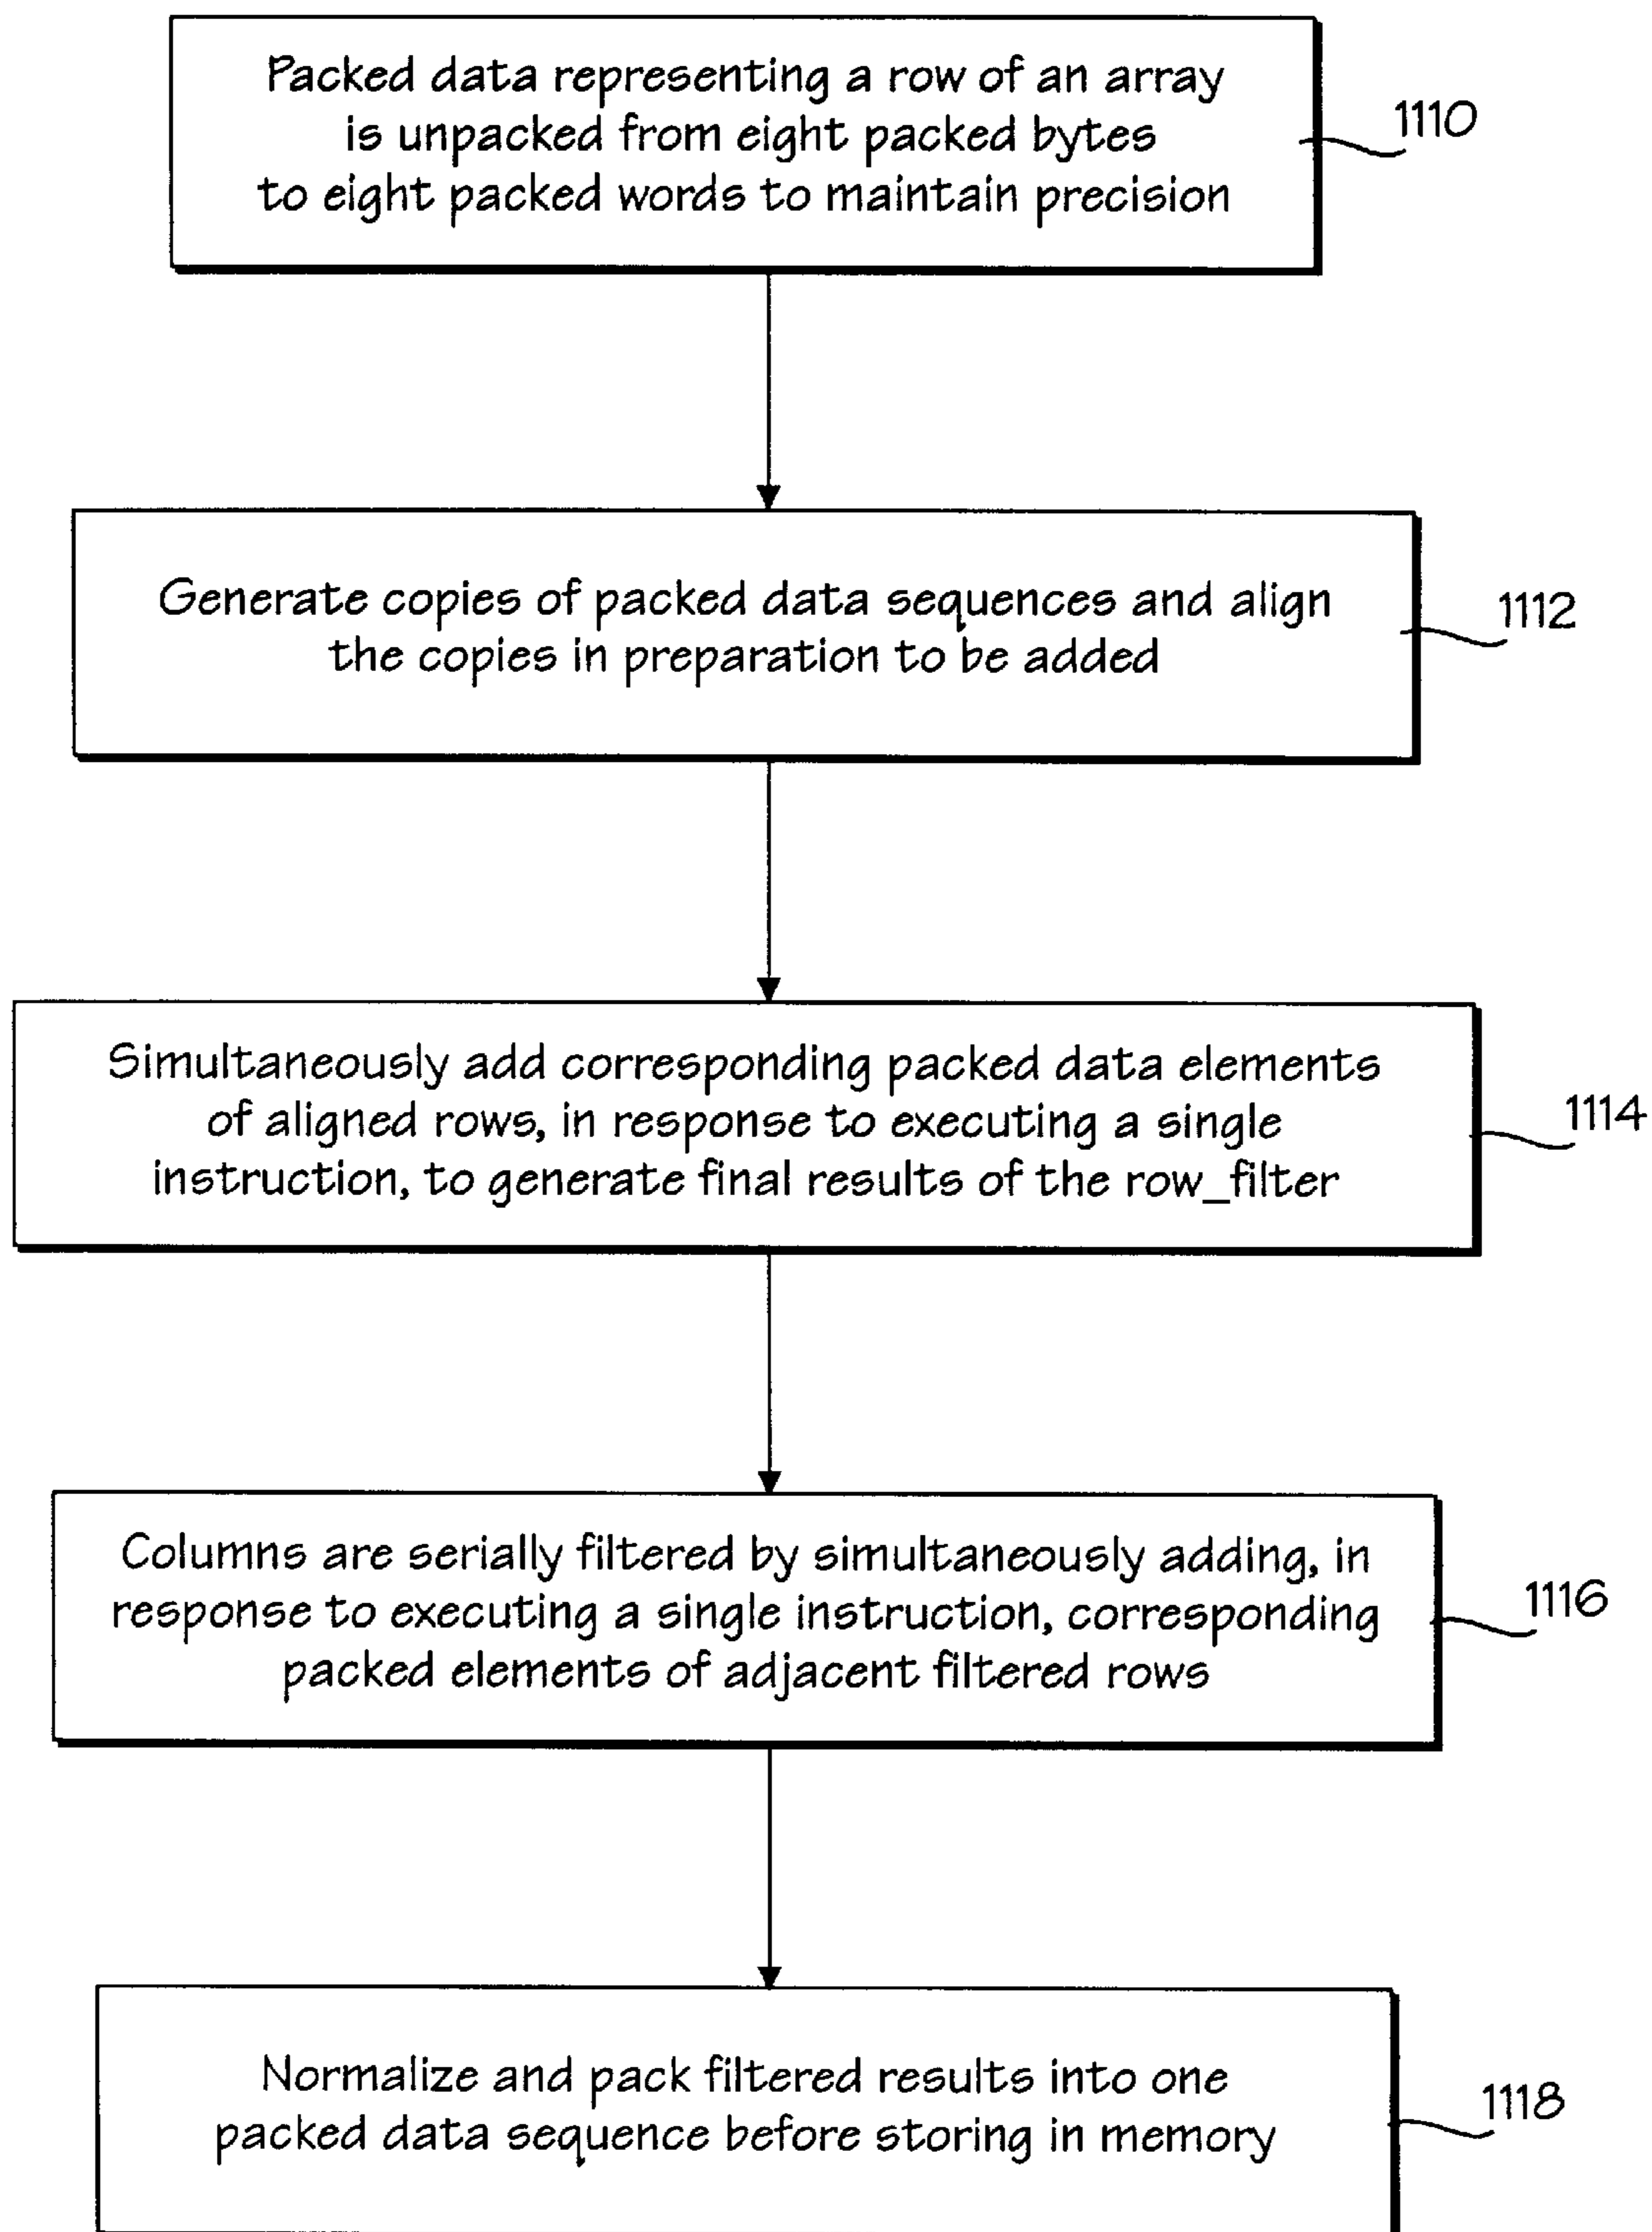 Packed data representing a row of an array
is unpacked from eight packed bytes
to eight packed words to maintain precision
1110
Generate copies of packed data sequences and align
the copies in preparation to be added
1112
Simultaneously add corresponding packed data elements
of aligned rows, in response to executing a single
instruction, to generate final results of the row_filter
1114
Columns are serially filtered by simultaneously adding, in
response to executing a single instruction, corresponding
packed elements of adjacent filtered rows
1116
Normalize and pack filtered results into one
packed data sequence before storing in memory
1118